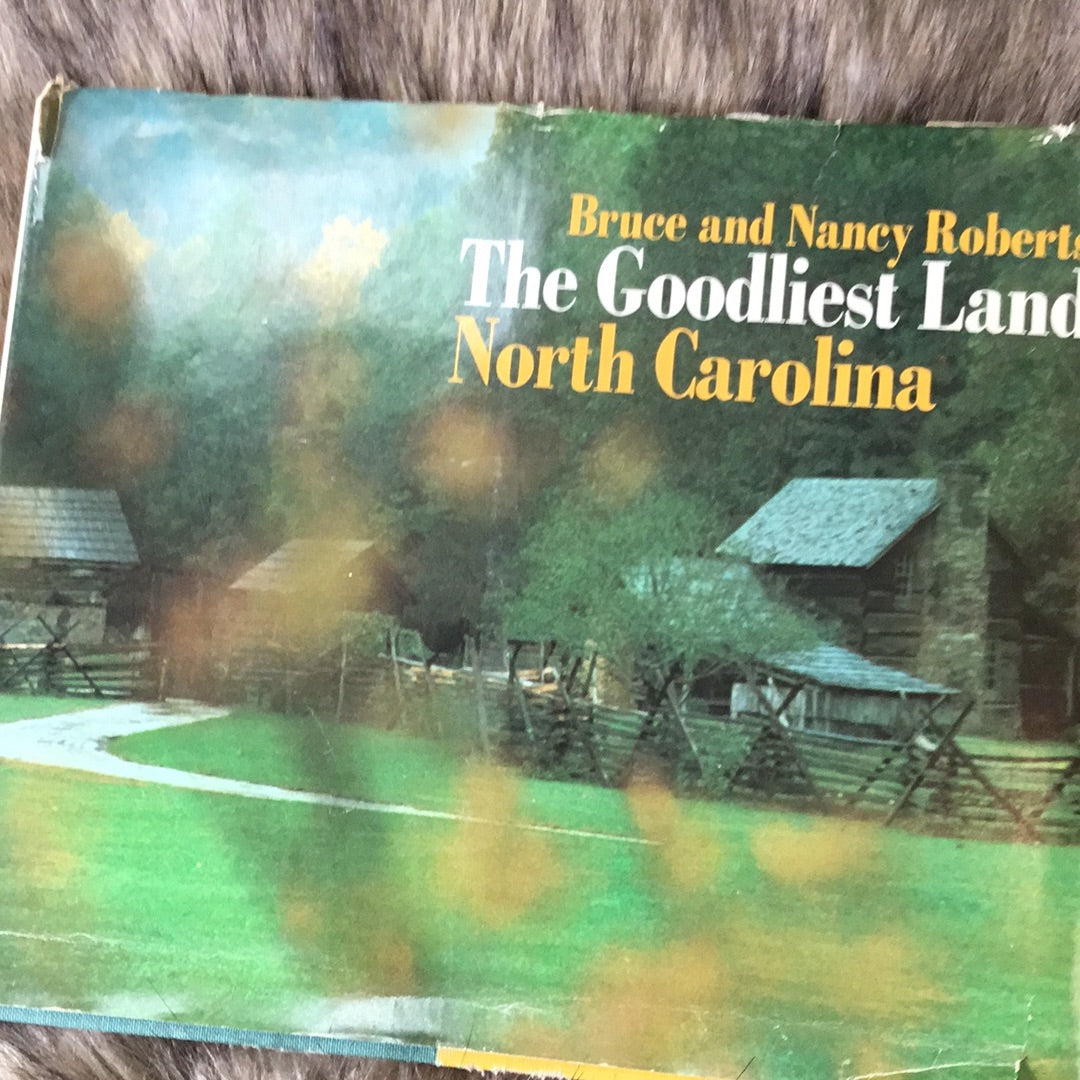 Bruce and Nancy Roberts
The Goodliest Land
North Carolina